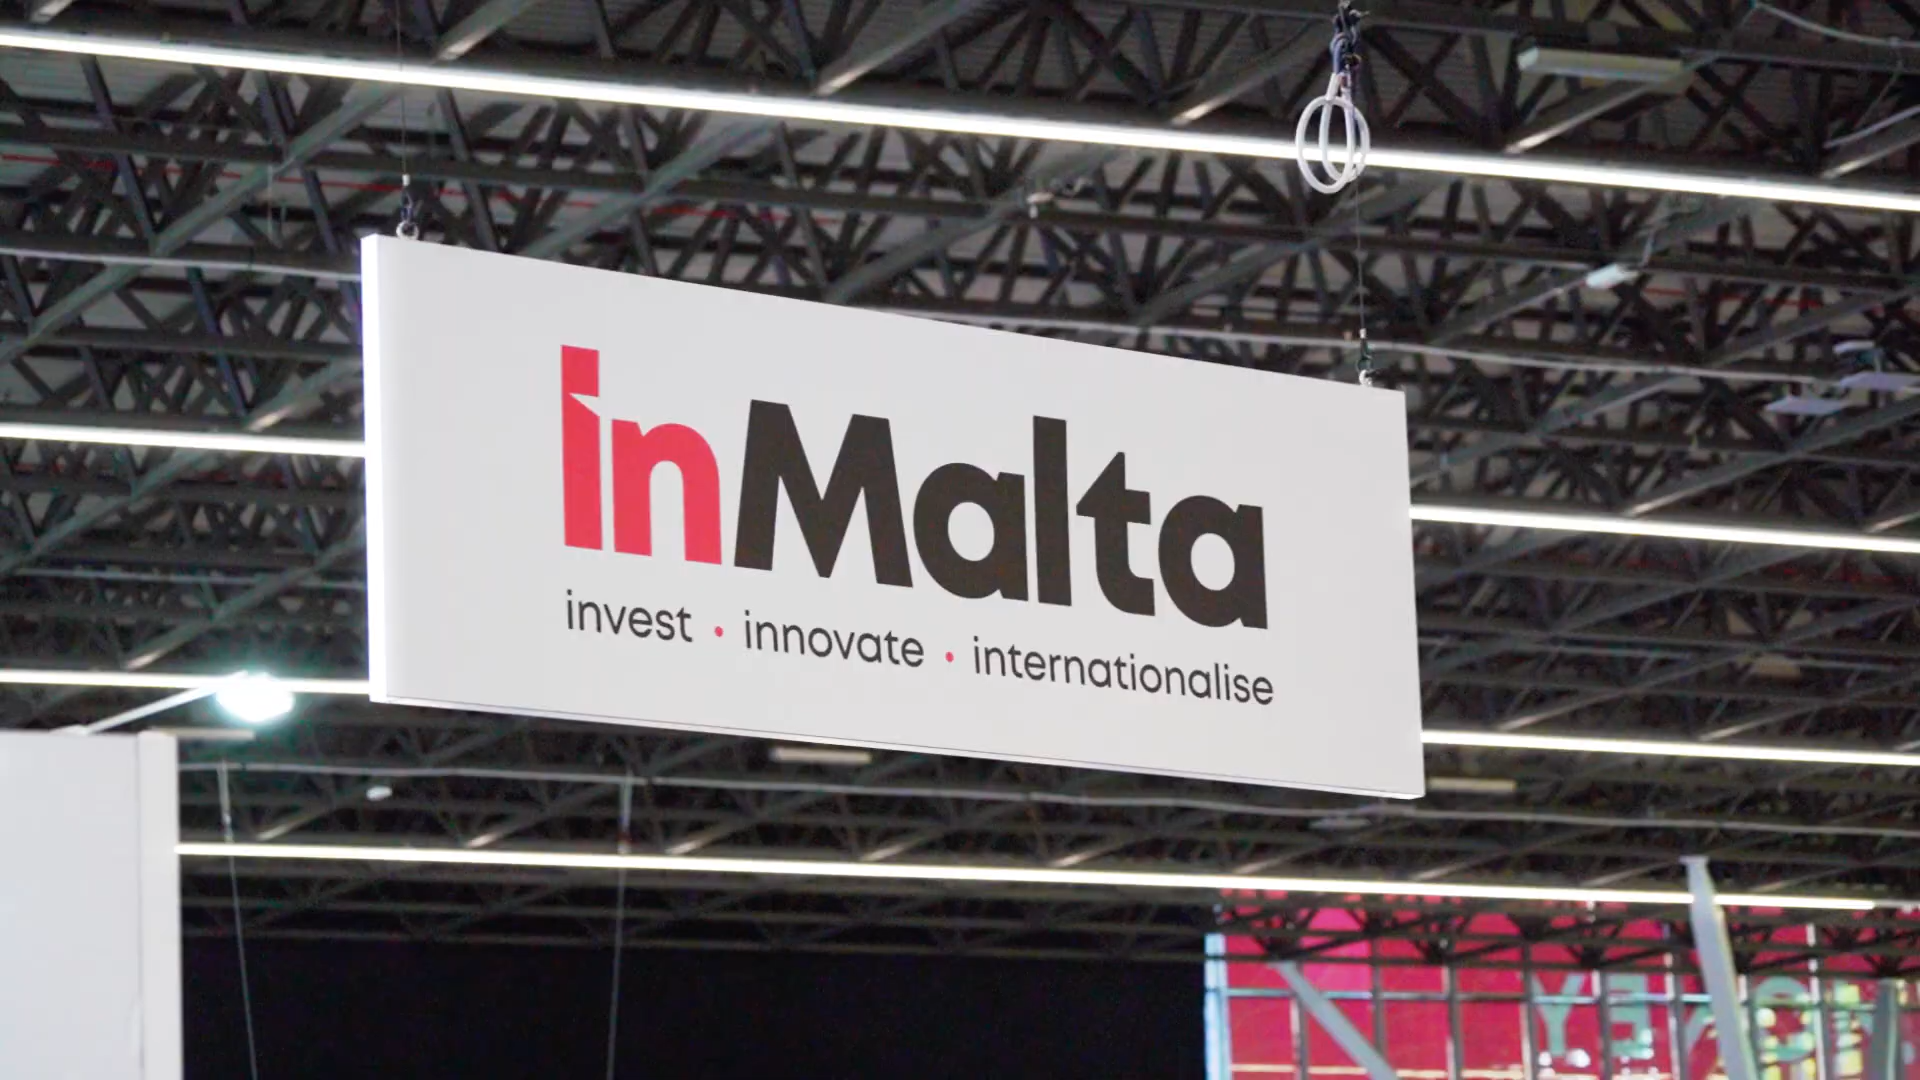 inMalta
invest • innovate • internationalise